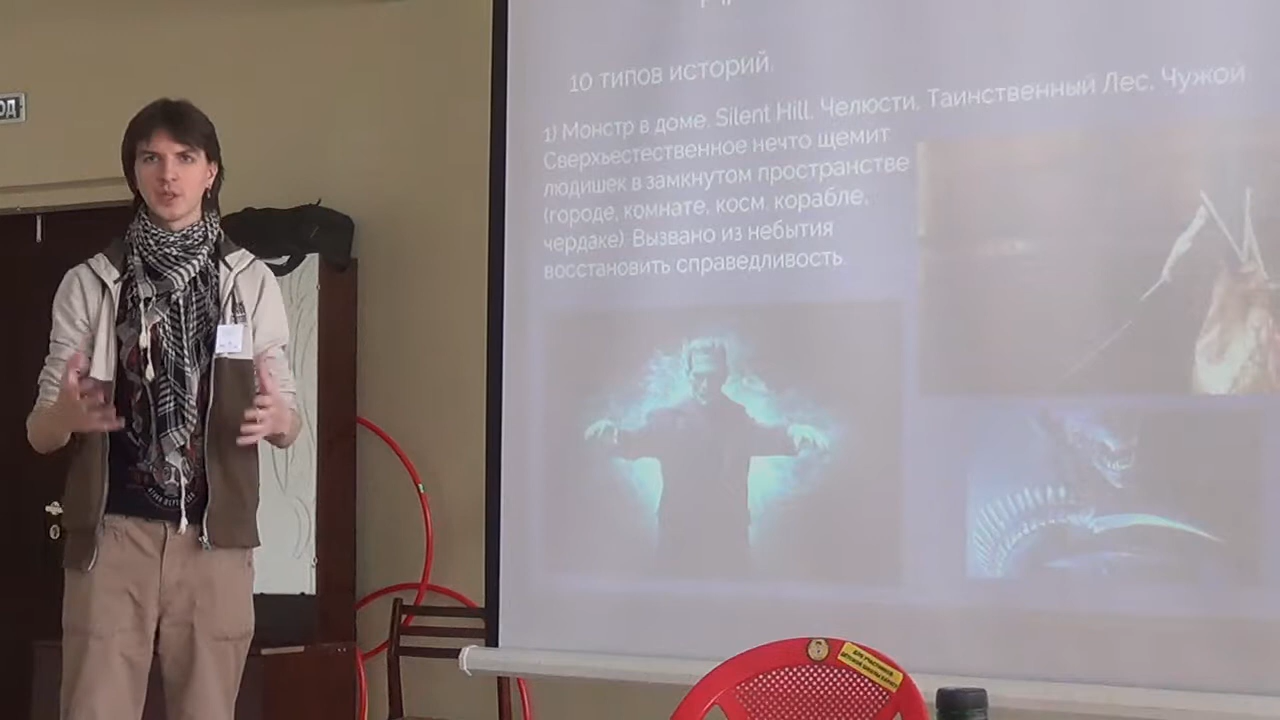 10 типов историй.
1) Монстр в доме. Silent Hill, Челюсти, Таинственный Лес, Чужой
Сверхъестественное нечто щемит
людишек в замкнутом пространстве
(городе, комнате, косм. корабле,
чердаке). Вызвано из небытия
восстановить справедливость.